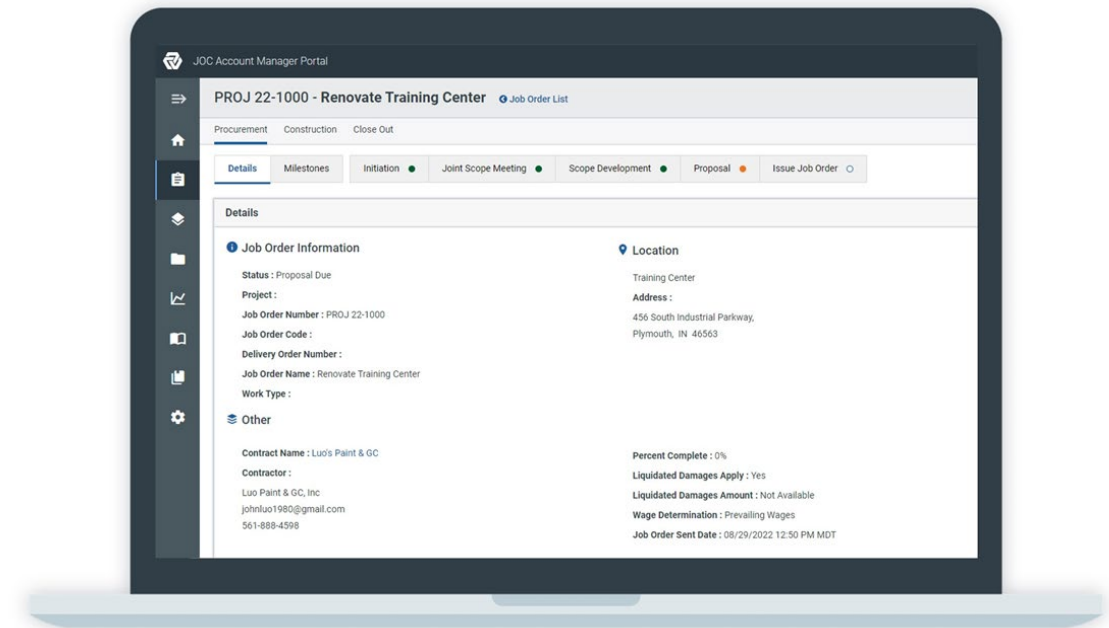 JOC Account Manager Portal
PROJ 22-1000 - Renovate Training Center Job Order List
Procurement Construction Close Out
Details Milestones Initiation Joint Scope Meeting Scope Development Proposal Issue Job Order
Details
Job Order Information
Status : Proposal Due
Project :
Job Order Number : PROJ 22-1000
Job Order Code :
Delivery Order Number :
Job Order Name : Renovate Training Center
Work Type :
Location
Training Center
Address :
456 South Industrial Parkway,
Plymouth, IN 46563
Other
Contract Name : Luo's Paint & GC
Contractor :
Luo Paint & GC, Inc
johnluo1980@gmail.com
561-888-4598
Percent Complete : 0%
Liquidated Damages Apply : Yes
Liquidated Damages Amount : Not Available
Wage Determination : Prevailing Wages
Job Order Sent Date : 08/29/2022 12:50 PM MDT